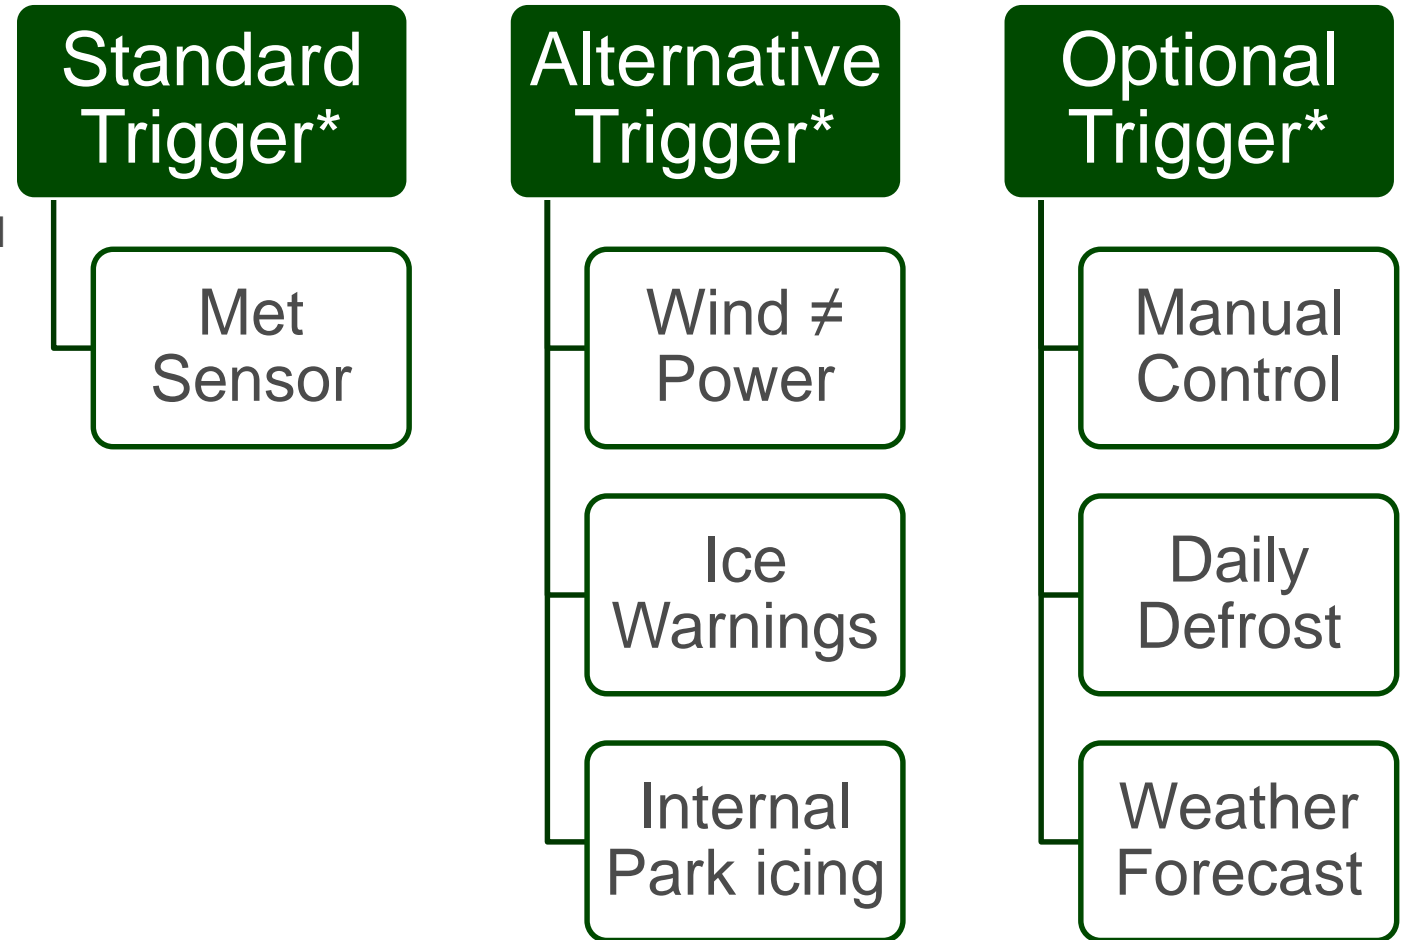 Standard
Trigger*
Met
Sensor
Alternative
Trigger*
Wind ≠
Power
Ice
Warnings
Internal
Park icing
Optional
Trigger*
Manual
Control
Daily
Defrost
Weather
Forecast